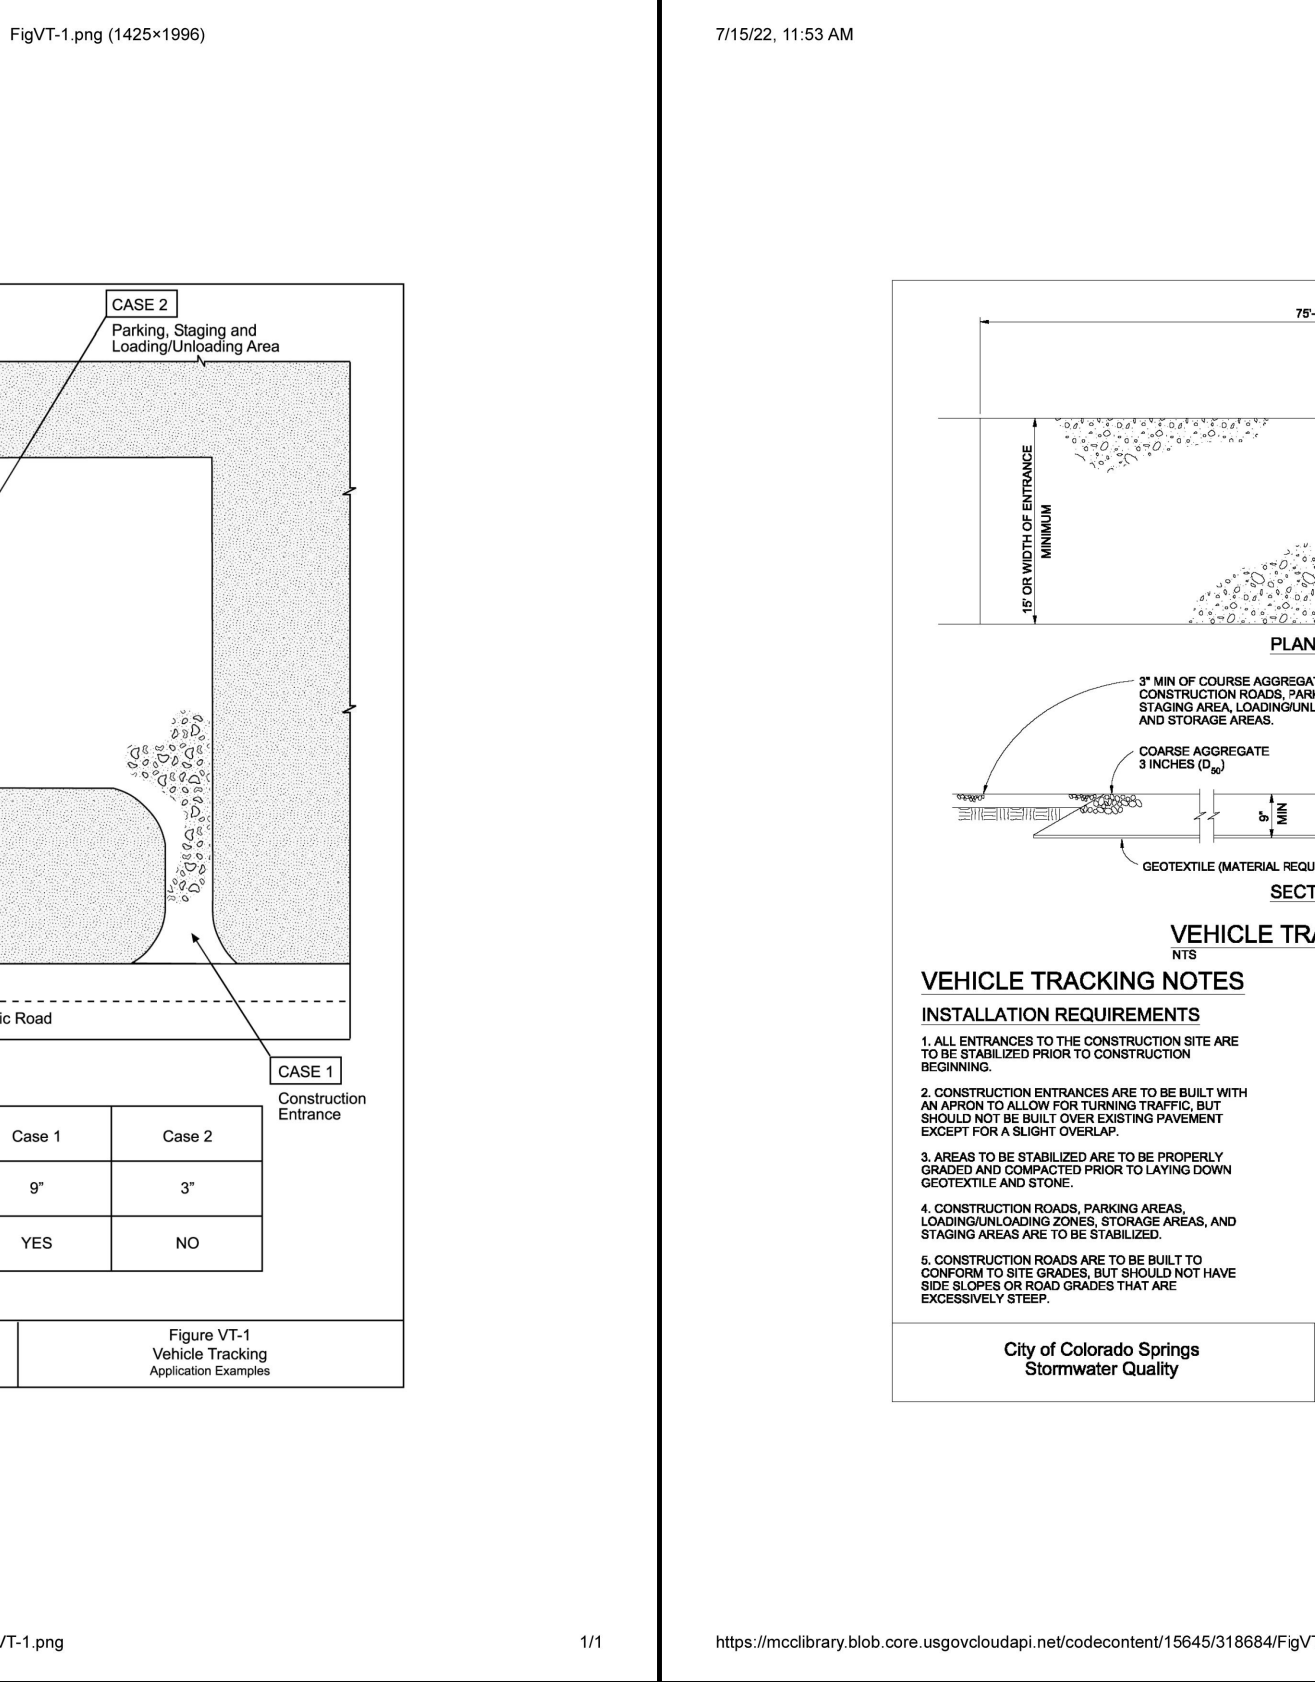 FigVT-1.png (1425×1996)
CASE 2
Parking, Staging and
Loading/Unloading Area
ic Road
CASE 1
Construction
Entrance
Case 1
Case 2
9”
3”
YES
NO
Figure VT-1
Vehicle Tracking
Application Examples
/T-1.png
1/1
7/15/22, 11:53 AM
75'-
15' OR WIDTH OF ENTRANCE
MINIMUM
PLAN
3" MIN OF COURSE AGGREGAT
CONSTRUCTION ROADS, PARK
STAGING AREA, LOADING/UNL
AND STORAGE AREAS.
COARSE AGGREGATE
3 INCHES (D50)
9"
MIN
GEOTEXTILE (MATERIAL REQU
SECT
VEHICLE TRA
NTS
VEHICLE TRACKING NOTES
INSTALLATION REQUIREMENTS
1. ALL ENTRANCES TO THE CONSTRUCTION SITE ARE
TO BE STABILIZED PRIOR TO CONSTRUCTION
BEGINNING.
2. CONSTRUCTION ENTRANCES ARE TO BE BUILT WITH
AN APRON TO ALLOW FOR TURNING TRAFFIC, BUT
SHOULD NOT BE BUILT OVER EXISTING PAVEMENT
EXCEPT FOR A SLIGHT OVERLAP.
3. AREAS TO BE STABILIZED ARE TO BE PROPERLY
GRADED AND COMPACTED PRIOR TO LAYING DOWN
GEOTEXTILE AND STONE.
4. CONSTRUCTION ROADS, PARKING AREAS,
LOADING/UNLOADING ZONES, STORAGE AREAS, AND
STAGING AREAS ARE TO BE STABILIZED.
5. CONSTRUCTION ROADS ARE TO BE BUILT TO
CONFORM TO SITE GRADES, BUT SHOULD NOT HAVE
SIDE SLOPES OR ROAD GRADES THAT ARE
EXCESSIVELY STEEP.
City of Colorado Springs
Stormwater Quality
https://mcclibrary.blob.core.usgovcloudapi.net/codecontent/15645/318684/FigVT